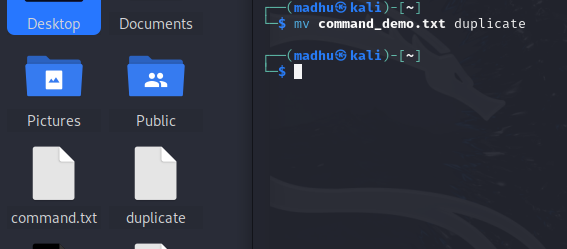 Desktop
Documents
Pictures
Public
command.txt
duplicate
┌──(madhu㉿kali)-[~]
└─$ mv command_demo.txt duplicate
┌──(madhu㉿kali)-[~]
└─$